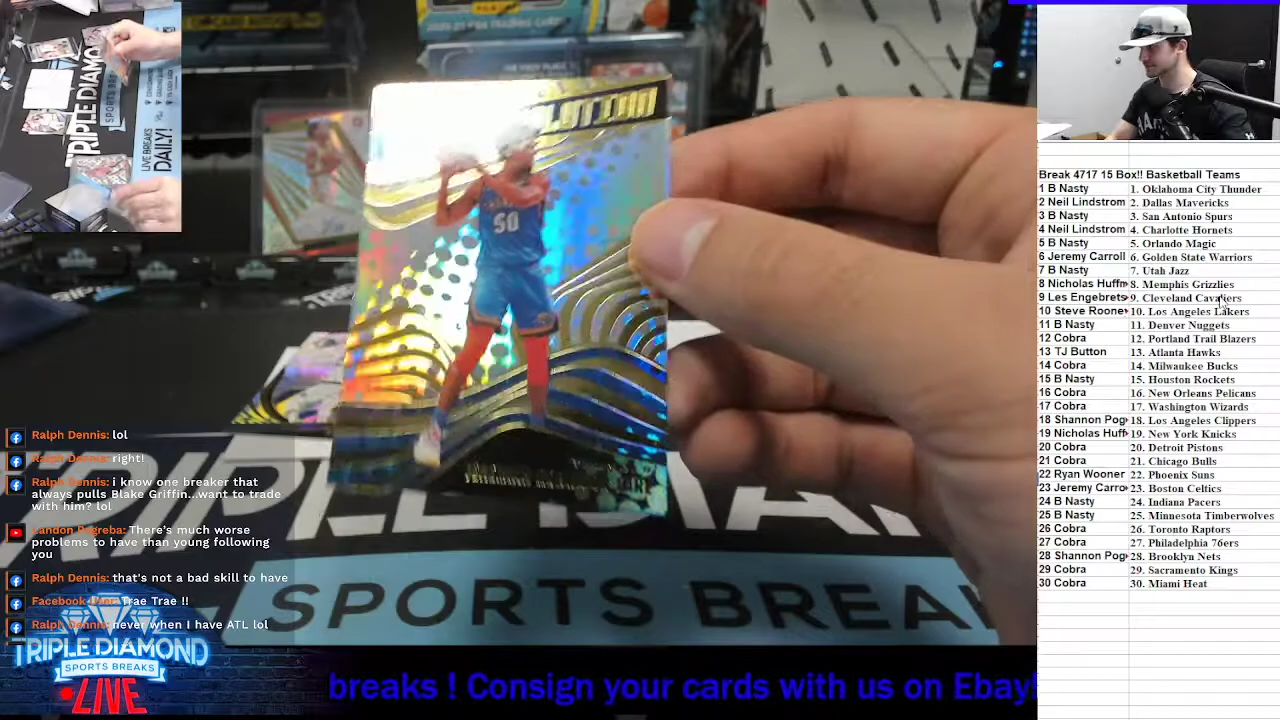 TRIPLE DIAMOND
SPORTS BRE
LIVE BREAKS
DAILY!
PANINI
2020-21 NBA TRADING CARDS
LUTION
50
SPORTS BREA
Ralph Dennis: lol
Ralph Dennis: right!
Ralph Dennis: i know one breaker that
always pulls Blake Griffin...want to trade
with him? lol
Landon Pogreba: There's much worse
problems to have than young following
you
Ralph Dennis: that's not a bad skill to have
Facebook User: Trae Trae !!
Ralph Dennis: never when I have ATL lol
TRIPLE DIAMOND
SPORTS BREAKS
LIVE
breaks ! Consign your cards with us on Ebay!
Break 4717 15 Box!! Basketball Teams
1 B Nasty 1. Oklahoma City Thunder
2 Neil Lindstrom 2. Dallas Mavericks
3 B Nasty 3. San Antonio Spurs
4 Neil Lindstrom 4. Charlotte Hornets
5 B Nasty 5. Orlando Magic
6 Jeremy Carroll 6. Golden State Warriors
7 B Nasty 7. Utah Jazz
8 Nicholas Huffm 8. Memphis Grizzlies
9 Les Engebrets 9. Cleveland Cavaliers
10 Steve Roone 10. Los Angeles Lakers
11 B Nasty 11. Denver Nuggets
12 Cobra 12. Portland Trail Blazers
13 TJ Button 13. Atlanta Hawks
14 Cobra 14. Milwaukee Bucks
15 B Nasty 15. Houston Rockets
16 Cobra 16. New Orleans Pelicans
17 Cobra 17. Washington Wizards
18 Shannon Pog 18. Los Angeles Clippers
19 Nicholas Huff 19. New York Knicks
20 Cobra 20. Detroit Pistons
21 Cobra 21. Chicago Bulls
22 Ryan Wooner 22. Phoenix Suns
23 Jeremy Carro 23. Boston Celtics
24 B Nasty 24. Indiana Pacers
25 B Nasty 25. Minnesota Timberwolves
26 Cobra 26. Toronto Raptors
27 Cobra 27. Philadelphia 76ers
28 Shannon Pog 28. Brooklyn Nets
29 Cobra 29. Sacramento Kings
30 Cobra 30. Miami Heat